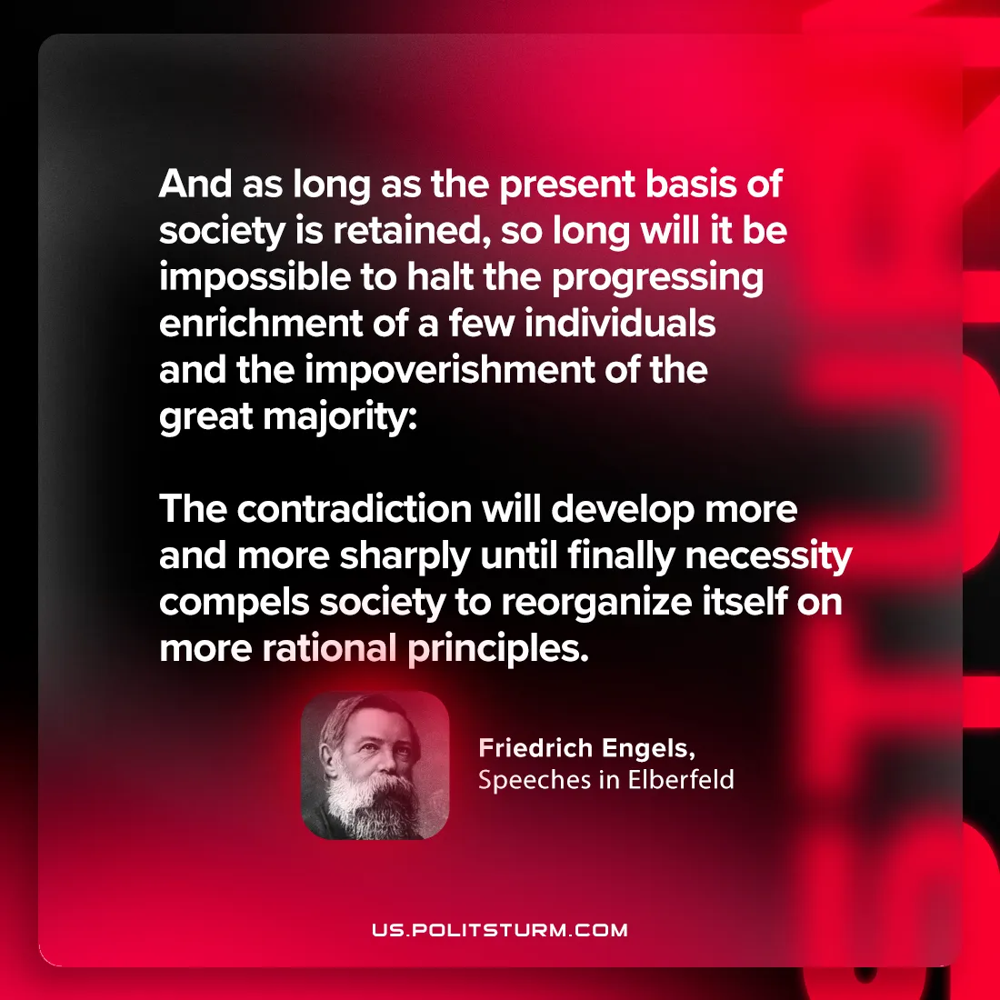 And as long as the present basis of
society is retained, so long will it be
impossible to halt the progressing
enrichment of a few individuals
and the impoverishment of the
great majority:
The contradiction will develop more
and more sharply until finally necessity
compels society to reorganize itself on
more rational principles.
Friedrich Engels,
Speeches in Elberfeld
US.POLITSTURM.COM